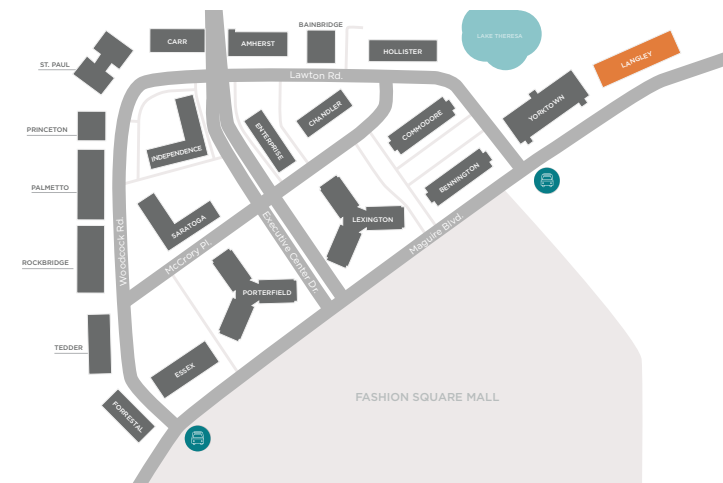 BAINBRIDGE
CARR
AMHERST
HOLLISTER
LAKE THERESA
LANGLEY
ST. PAUL
Lawton Rd.
YORKTOWN
PRINCETON
INDEPENDENCE
ENTERPRISE
CHANDLER
COMMODORE
PALMETTO
BENNINGTON
SARATOGA
LEXINGTON
Woodcock Rd.
McCrory Pl.
Executive Center Dr.
Maguire Blvd.
ROCKBRIDGE
PORTERFIELD
TEDDER
ESSEX
FORRESTAL
FASHION SQUARE MALL